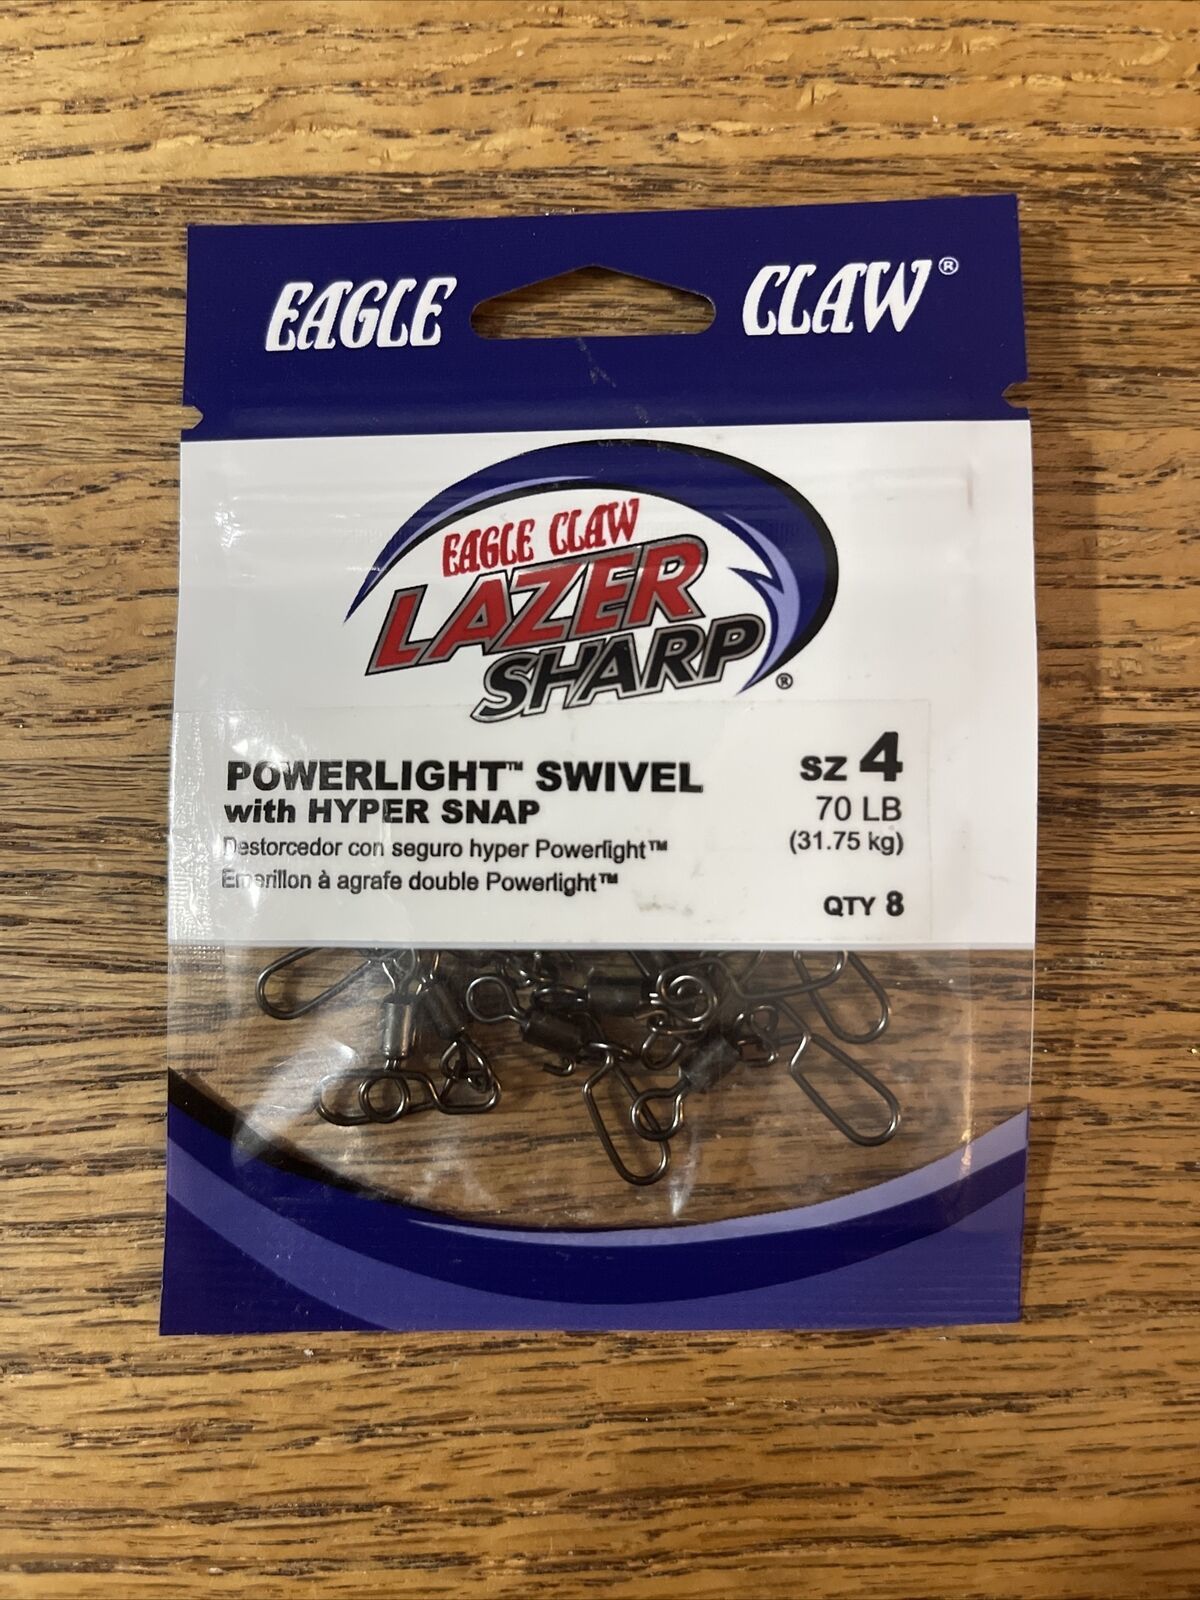 EAGLE CLAW®
EAGLE CLAW
LAZER
SHARP®
POWERLIGHT™ SWIVEL
with HYPER SNAP
Destorcedor con seguro hyper Powerlight™
Emerillon à agrafe double Powerlight™
SZ 4
70 LB
(31.75 kg)
QTY 8